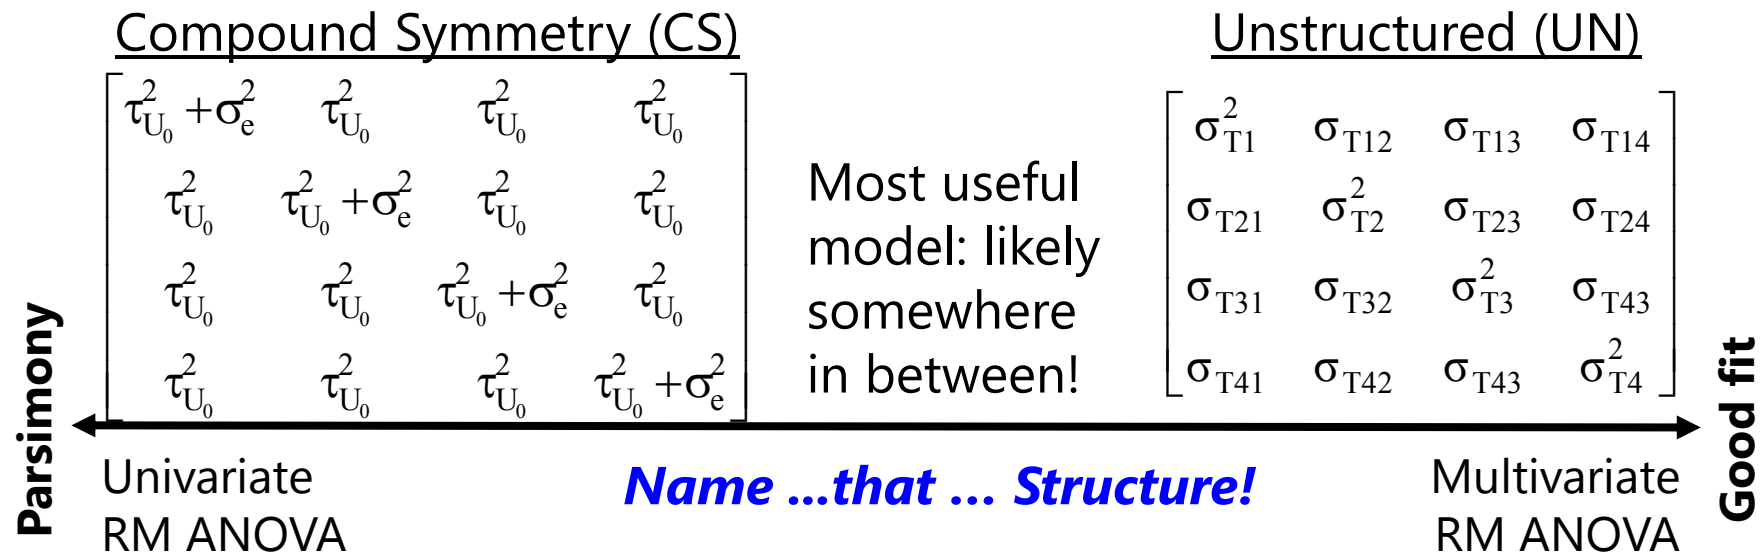 Compound Symmetry (CS)
Unstructured (UN)
τ²U₀ + σ²e τ²U₀ τ²U₀ τ²U₀
τ²U₀ τ²U₀ + σ²e τ²U₀ τ²U₀
τ²U₀ τ²U₀ τ²U₀ + σ²e τ²U₀
τ²U₀ τ²U₀ τ²U₀ τ²U₀ + σ²e
Most useful
model: likely
somewhere
in between!
σ²T1 σT12 σT13 σT14
σT21 σ²T2 σT23 σT24
σT31 σT32 σ²T3 σT43
σT41 σT42 σT43 σ²T4
Parsimony
Good fit
Univariate
RM ANOVA
Name ...that ... Structure!
Multivariate
RM ANOVA